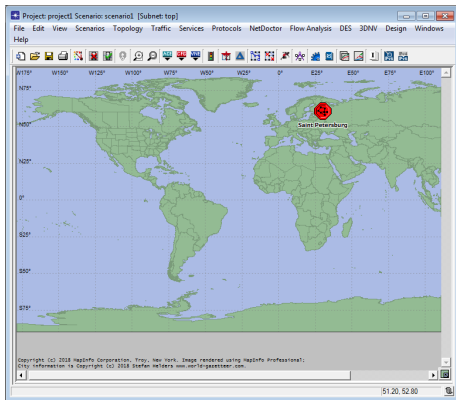 Project: project1 Scenario: scenario1 [Subnet: top]
File Edit View Scenarios Topology Traffic Services Protocols NetDoctor Flow Analysis DES 3DNV Design Windows
Help
W175° W150° W125° W100° W75° W50° W25° 0° E25° E50° E75° E100°
N75°
N50°
Saint Petersburg
N25°
0°
S25°
S50°
S75°
Copyright (c) 2018 MapInfo Corporation, Troy, New York. Image rendered using MapInfo Professional;
City information is Copyright (c) 2018 Stefan Helders www.world-gazetteer.com.
51.20, 52.80